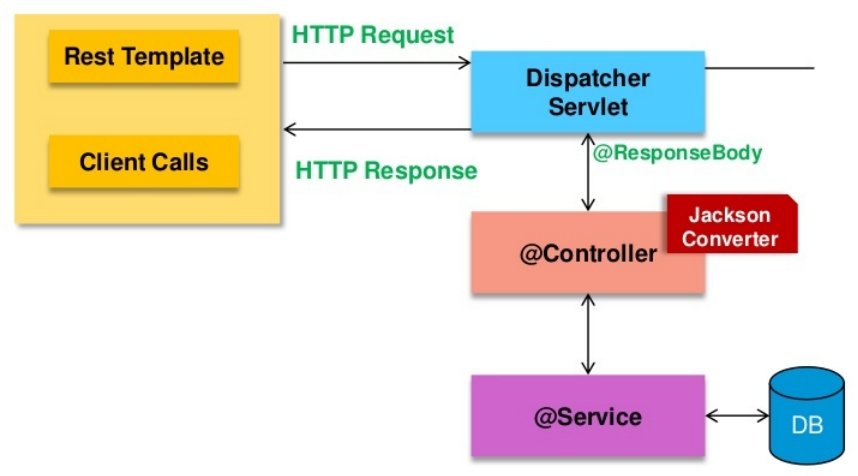 Rest Template
HTTP Request
Dispatcher
Servlet
Client Calls
HTTP Response
@ResponseBody
Jackson
Converter
@Controller
@Service
DB